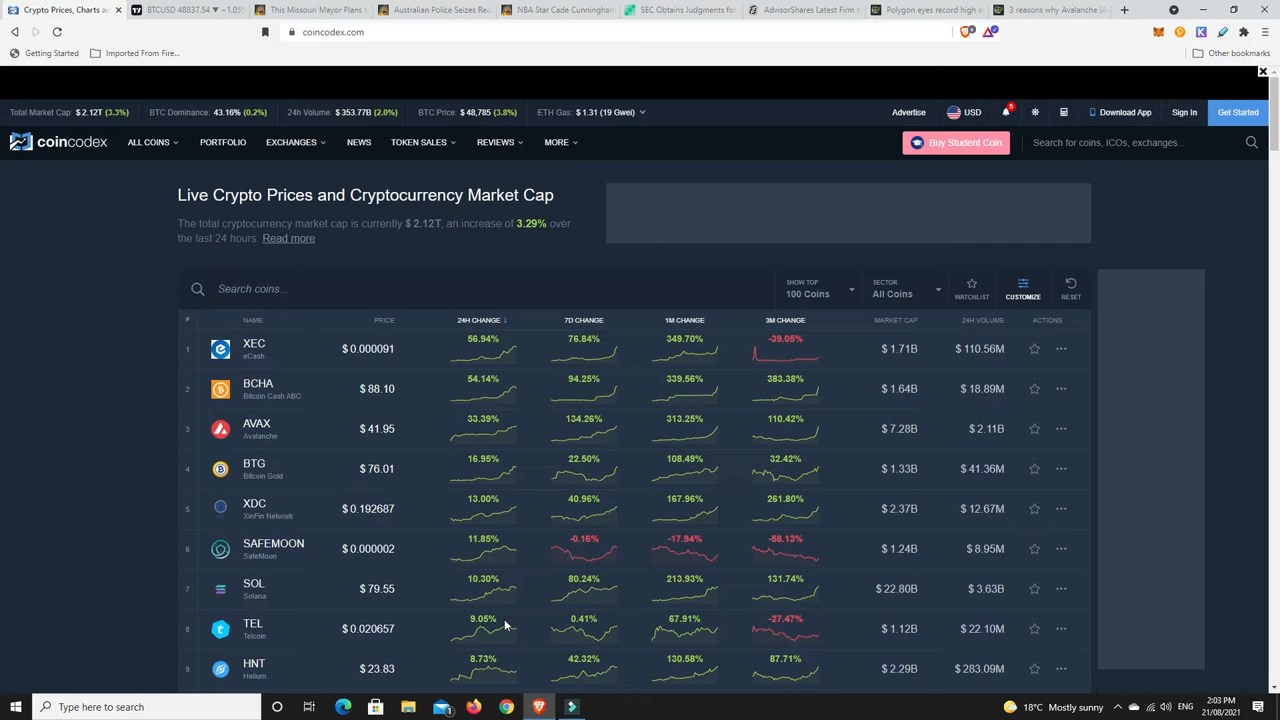 Crypto Prices, Charts an
BTCUSD 48837.54 ▼ +1.05%
This Missouri Mayor Plans to
Australian Police Seizes Rec
NBA Star Cade Cunningham
SEC Obtains Judgments for
AdvisorShares Latest Firm to
Polygon eyes record high a
3 reasons why Avalanche (A
coincodex.com
Getting Started
Imported From Fire...
Other bookmarks
Total Market Cap: $ 2.12T (3.3%)
BTC Dominance: 43.16% (0.2%)
24h Volume: $ 353.77B (2.0%)
BTC Price: $ 48,785 (3.8%)
ETH Gas: $ 1.31 (19 Gwei)
Advertise
USD
5
Download App
Sign In
Get Started
coincodex
ALL COINS
PORTFOLIO
EXCHANGES
NEWS
TOKEN SALES
REVIEWS
MORE
Buy Student Coin
Search for coins, ICOs, exchanges...
Live Crypto Prices and Cryptocurrency Market Cap
The total cryptocurrency market cap is currently $ 2.12T, an increase of 3.29% over
the last 24 hours. Read more
Search coins...
SHOW TOP
100 Coins
SECTOR
All Coins
WATCHLIST
CUSTOMIZE
RESET
# NAME PRICE 24H CHANGE ↓ 7D CHANGE 1M CHANGE 3M CHANGE MARKET CAP 24H VOLUME ACTIONS
1 XEC eCash $ 0.000091 56.94% 76.84% 349.70% -39.05% $ 1.71B $ 110.56M
2 BCHA Bitcoin Cash ABC $ 88.10 54.14% 94.25% 339.56% 383.38% $ 1.64B $ 18.89M
3 AVAX Avalanche $ 41.95 33.39% 134.26% 313.25% 110.42% $ 7.28B $ 2.11B
4 BTG Bitcoin Gold $ 76.01 16.95% 22.50% 108.49% 32.42% $ 1.33B $ 41.36M
5 XDC XinFin Network $ 0.192687 13.00% 40.96% 167.96% 261.80% $ 2.37B $ 12.67M
6 SAFEMOON SafeMoon $ 0.000002 11.85% -0.16% -17.94% -58.13% $ 1.24B $ 8.95M
7 SOL Solana $ 79.55 10.30% 80.24% 213.93% 131.74% $ 22.80B $ 3.63M
8 TEL Telcoin $ 0.020657 9.05% 0.41% 67.91% -27.47% $ 1.12B $ 22.10M
9 HNT Helium $ 23.83 8.73% 42.32% 130.58% 87.71% $ 2.29B $ 283.09M
Type here to search
18°C Mostly sunny
ENG
2:03 PM
21/08/2021